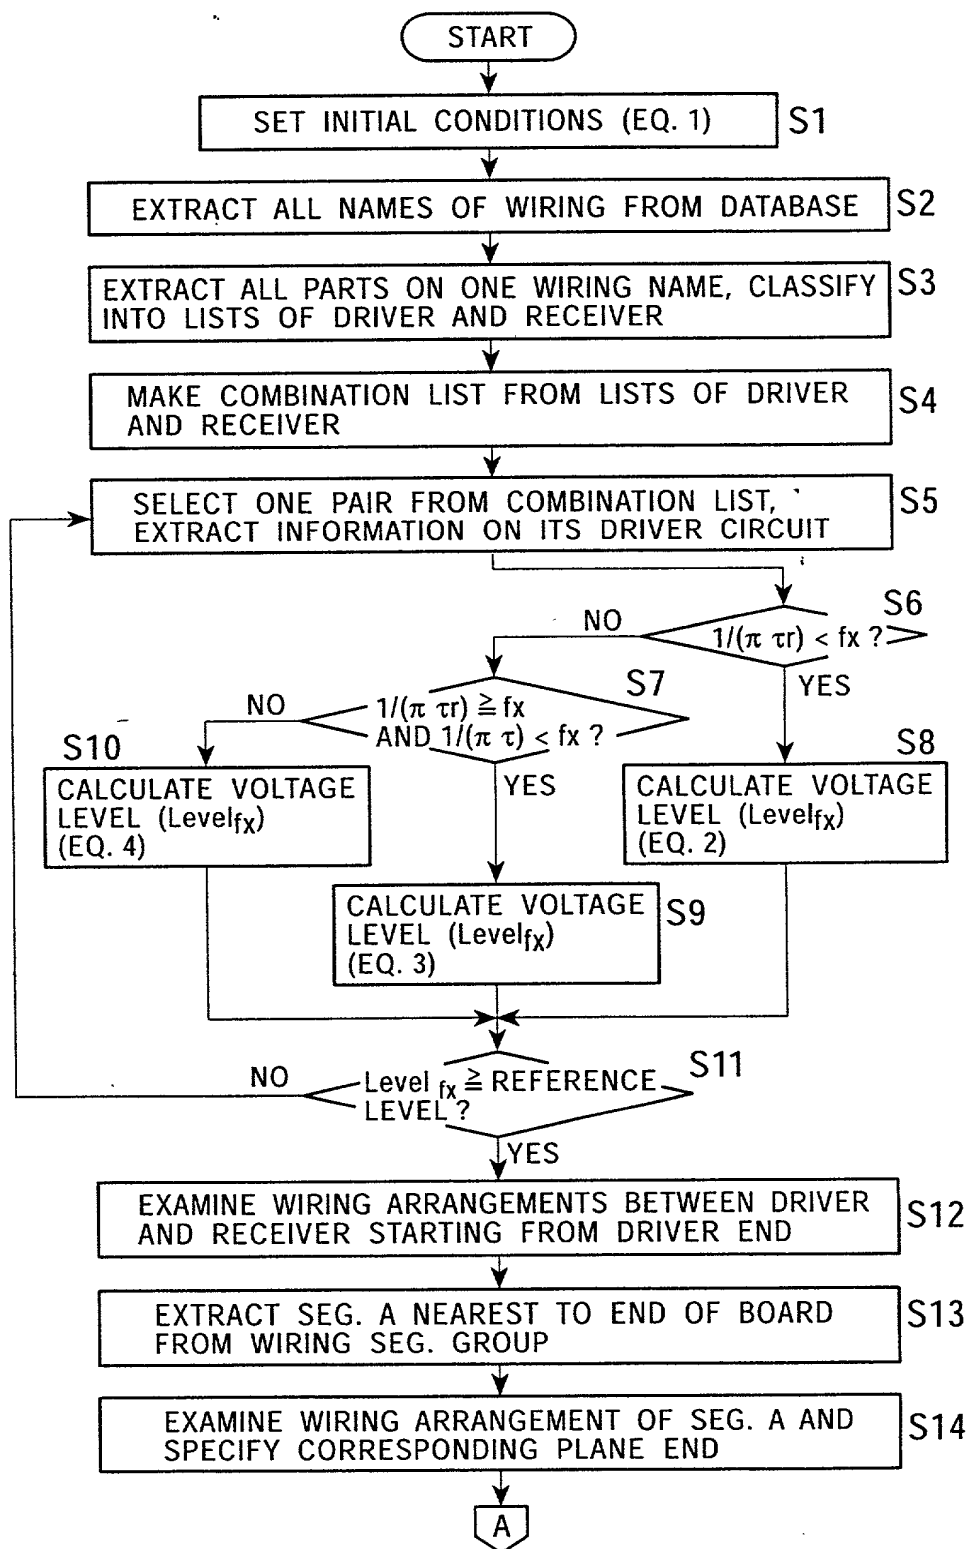 START
SET INITIAL CONDITIONS (EQ. 1)
S1
EXTRACT ALL NAMES OF WIRING FROM DATABASE
S2
EXTRACT ALL PARTS ON ONE WIRING NAME, CLASSIFY
INTO LISTS OF DRIVER AND RECEIVER
S3
MAKE COMBINATION LIST FROM LISTS OF DRIVER
AND RECEIVER
S4
SELECT ONE PAIR FROM COMBINATION LIST,
EXTRACT INFORMATION ON ITS DRIVER CIRCUIT
S5
S6
NO
1/(π τr) < fx ?
YES
S7
NO
1/(π τr) ≧ fx
AND 1/(π τ) < fx ?
YES
S10
CALCULATE VOLTAGE
LEVEL (Levelfx)
(EQ. 4)
S8
CALCULATE VOLTAGE
LEVEL (Levelfx)
(EQ. 2)
CALCULATE VOLTAGE
LEVEL (Levelfx)
(EQ. 3)
S9
S11
NO
Level fx ≧ REFERENCE
LEVEL ?
YES
EXAMINE WIRING ARRANGEMENTS BETWEEN DRIVER
AND RECEIVER STARTING FROM DRIVER END
S12
EXTRACT SEG. A NEAREST TO END OF BOARD
FROM WIRING SEG. GROUP
S13
EXAMINE WIRING ARRANGEMENT OF SEG. A AND
SPECIFY CORRESPONDING PLANE END
S14
A